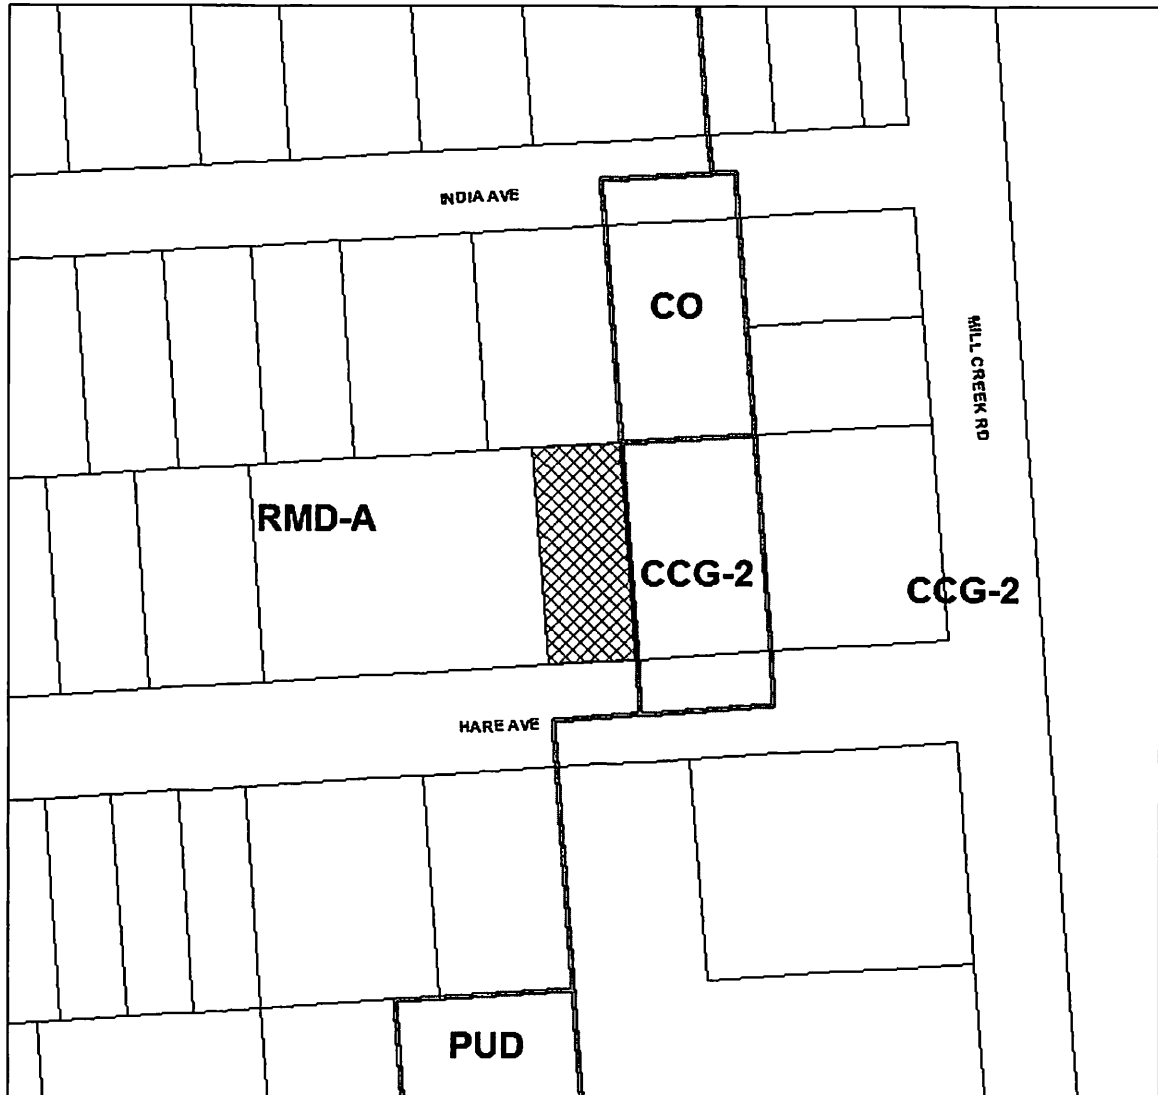 INDIA AVE
CO
MILL CREEK RD
RMD-A
CCG-2
CCG-2
HARE AVE
PUD